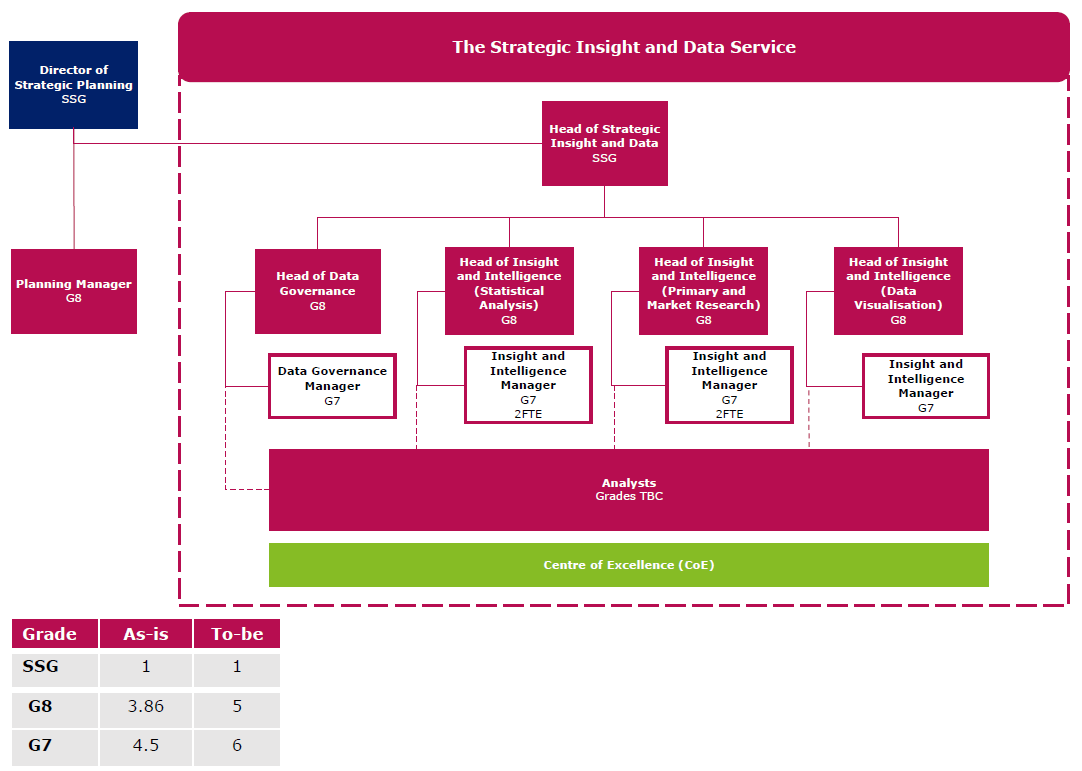 The Strategic Insight and Data Service
Director of
Strategic Planning
SSG
Head of Strategic
Insight and Data
SSG
Planning Manager
G8
Head of Data
Governance
G8
Head of Insight
and Intelligence
(Statistical
Analysis)
G8
Head of Insight
and Intelligence
(Primary and
Market Research)
G8
Head of Insight
and Intelligence
(Data
Visualisation)
G8
Data Governance
Manager
G7
Insight and
Intelligence
Manager
G7
2FTE
Insight and
Intelligence
Manager
G7
2FTE
Insight and
Intelligence
Manager
G7
Analysts
Grades TBC
Centre of Excellence (CoE)
Grade As-is To-be
SSG 1 1
G8 3.86 5
G7 4.5 6